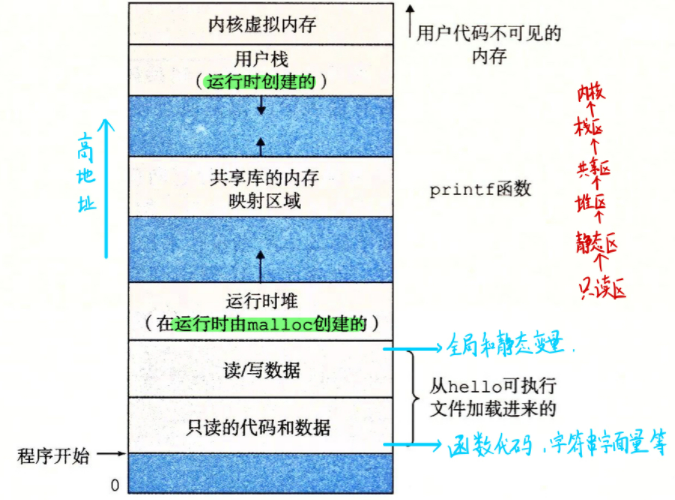 内核虚拟内存
用户代码不可见的
内存
用户栈
（运行时创建的）
高地址
共享库的内存
映射区域
printf函数
运行时堆
（在运行时由malloc创建的）
全局和静态变量.
读/写数据
从hello可执行
文件加载进来的
只读的代码和数据
函数代码、字符串字面量等
程序开始
0
内核
栈区
共享区
堆区
静态区
只读区